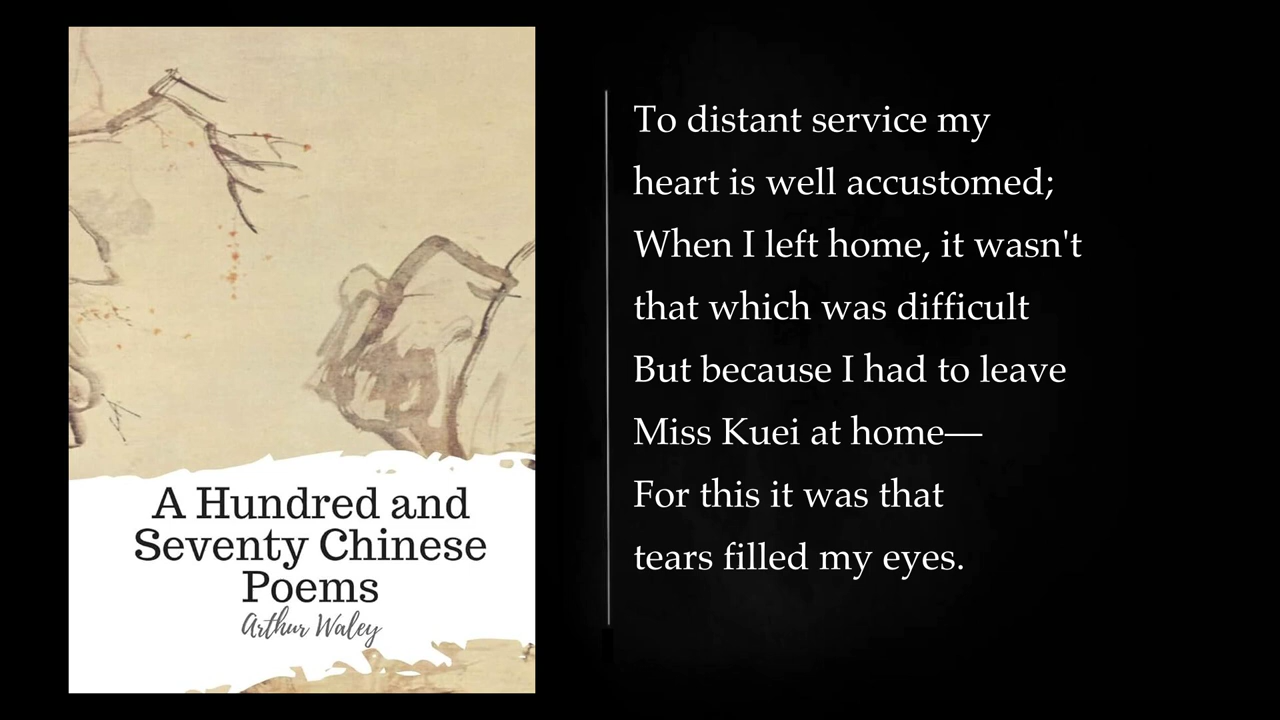 A Hundred and
Seventy Chinese
Poems
Arthur Waley
To distant service my
heart is well accustomed;
When I left home, it wasn't
that which was difficult
But because I had to leave
Miss Kuei at home—
For this it was that
tears filled my eyes.